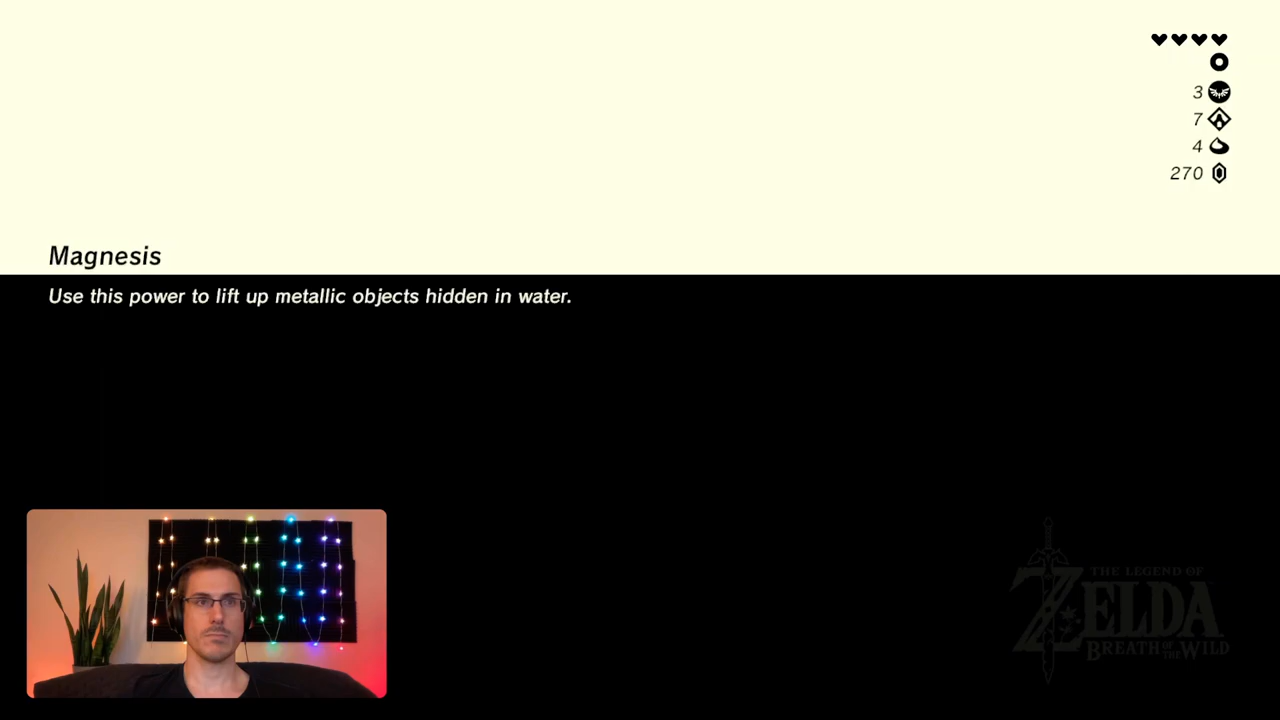 3
7
4
270
Magnesis
Use this power to lift up metallic objects hidden in water.
THE LEGEND OF
ZELDA
BREATH OF THE WILD